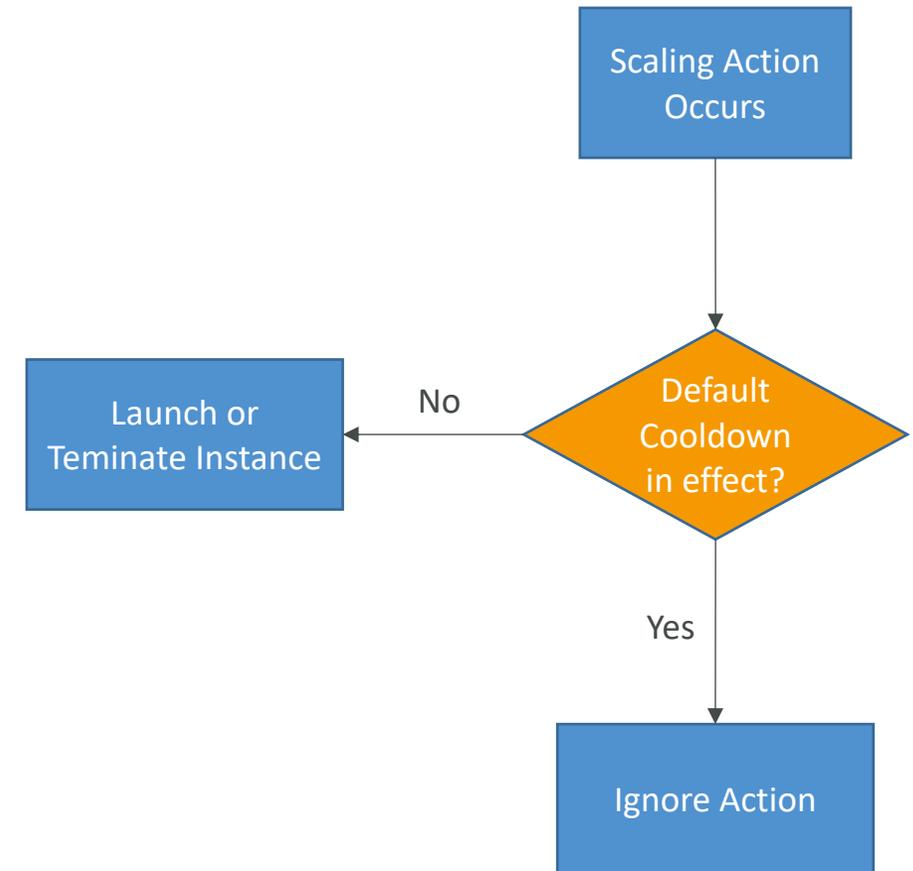 Scaling Action
Occurs
Default
Cooldown
in effect?
No
Launch or
Teminate Instance
Yes
Ignore Action